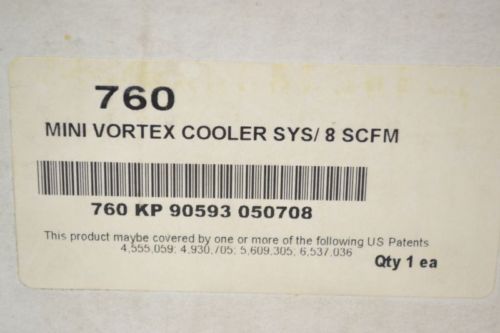 760
MINI VORTEX COOLER SYS/ 8 SCFM
760 KP 90593 050708
This product maybe covered by one or more of the following US Patents
4,555,059; 4,930,705; 5,609,305; 6,537,036
Qty 1 ea